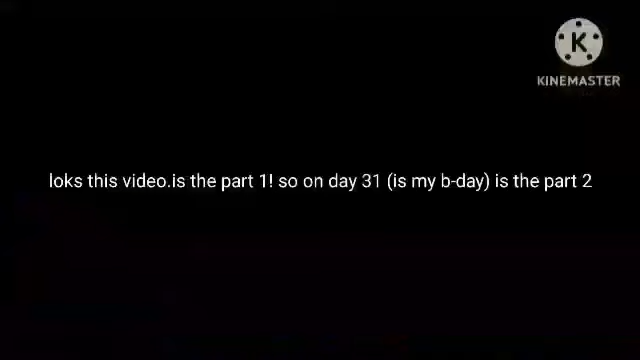 K
KINEMASTER
loks this video.is the part 1! so on day 31 (is my b-day) is the part 2